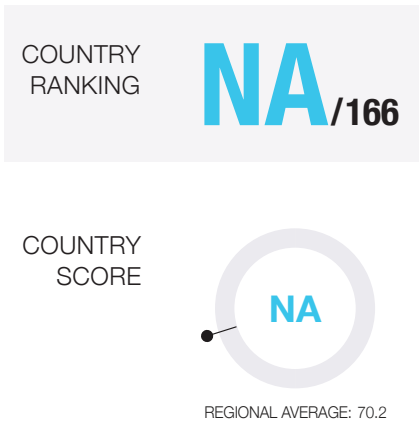 COUNTRY
RANKING
NA/166
COUNTRY
SCORE
NA
REGIONAL AVERAGE: 70.2